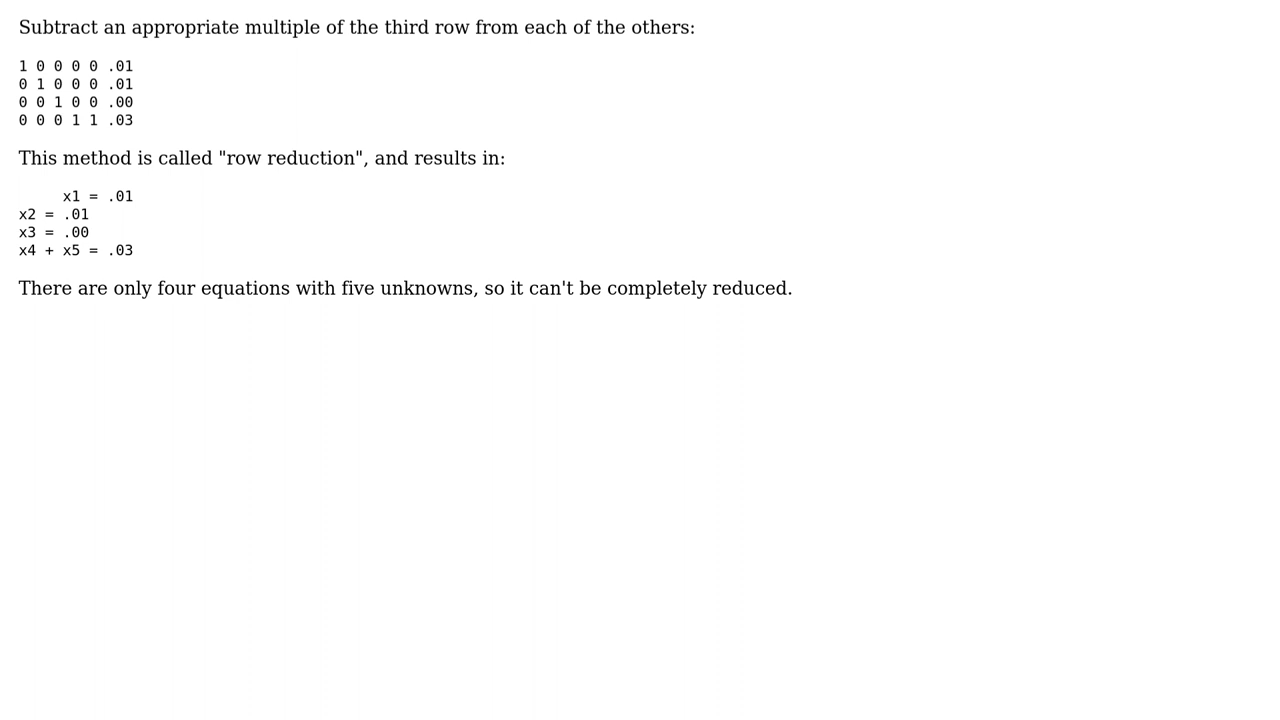 Subtract an appropriate multiple of the third row from each of the others:
1 0 0 0 0 .01
0 1 0 0 0 .01
0 0 1 0 0 .00
0 0 0 1 1 .03
This method is called "row reduction", and results in:
x1 = .01
x2 = .01
x3 = .00
x4 + x5 = .03
There are only four equations with five unknowns, so it can't be completely reduced.